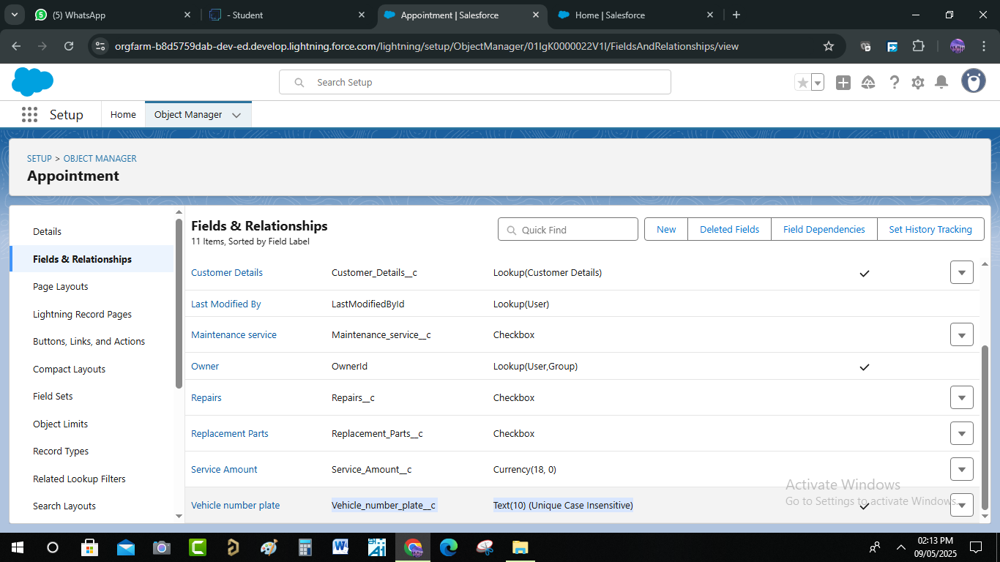 (5) WhatsApp
- Student
Appointment | Salesforce
Home | Salesforce
orgfarm-b8d5759dab-dev-ed.develop.lightning.force.com/lightning/setup/ObjectManager/01IgK0000022V1I/FieldsAndRelationships/view
Search Setup
Setup
Home
Object Manager
SETUP > OBJECT MANAGER
Appointment
Details
Fields & Relationships
Page Layouts
Lightning Record Pages
Buttons, Links, and Actions
Compact Layouts
Field Sets
Object Limits
Record Types
Related Lookup Filters
Search Layouts
Fields & Relationships
11 Items, Sorted by Field Label
Quick Find
New
Deleted Fields
Field Dependencies
Set History Tracking
Customer Details Customer_Details__c Lookup(Customer Details)
Last Modified By LastModifiedById Lookup(User)
Maintenance service Maintenance_service__c Checkbox
Owner OwnerId Lookup(User,Group)
Repairs Repairs__c Checkbox
Replacement Parts Replacement_Parts__c Checkbox
Service Amount Service_Amount__c Currency(18, 0)
Vehicle number plate Vehicle_number_plate__c Text(10) (Unique Case Insensitive)
Activate Windows
Go to Settings to activate Windows.
02:13 PM
09/05/2025